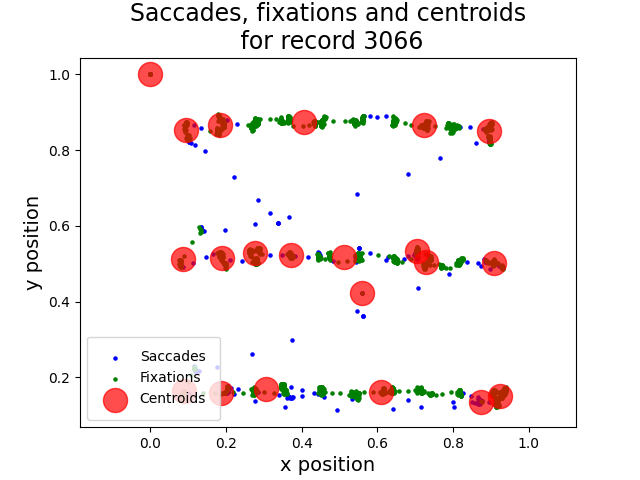 Saccades, fixations and centroids
for record 3066
y position
1.0
0.8
0.6
0.4
0.2
Saccades
Fixations
Centroids
0.0 0.2 0.4 0.6 0.8 1.0
x position